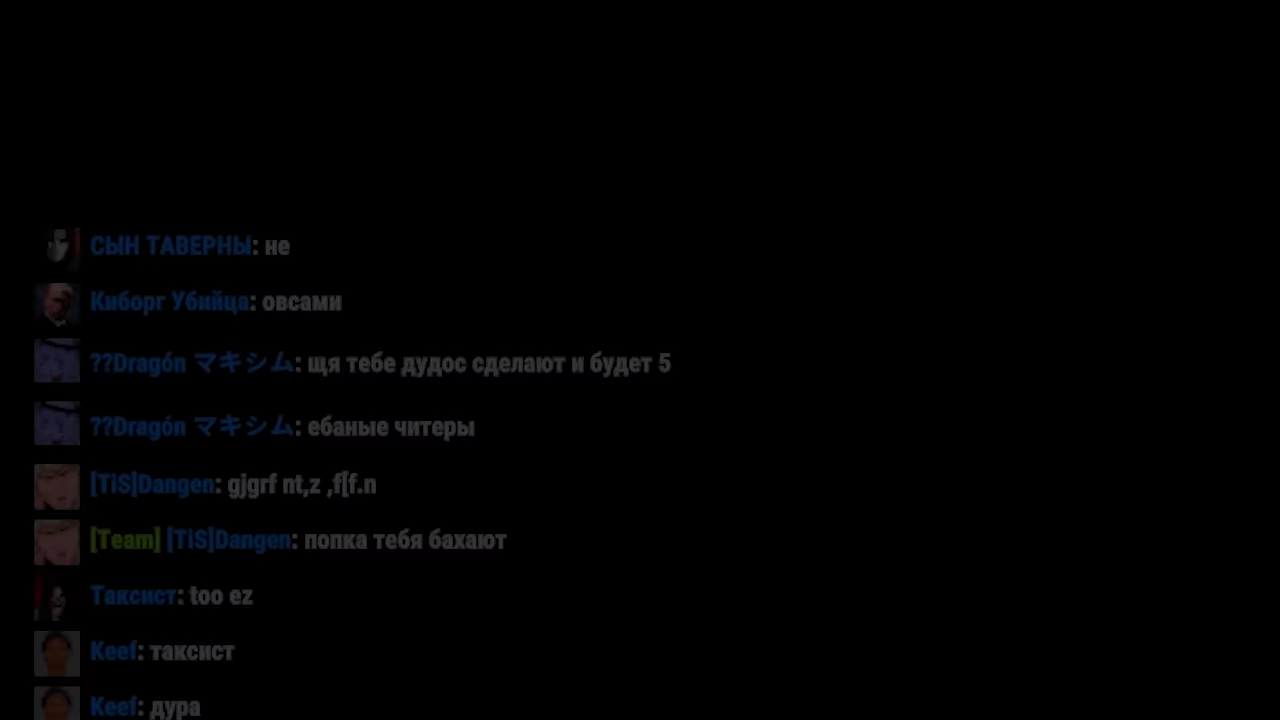 СЫН ТАВЕРНЫ: не
Киборг Убийца: овсами
??Dragón マキシム: щя тебе дудос сделают и будет 5
??Dragón マキシム: ебаные читеры
[TiS]Dangen: gjgrf nt,z ,f[f.n
[Team] [TiS]Dangen: попка тебя бахают
Таксист: too ez
Keef: таксист
Keef: дура